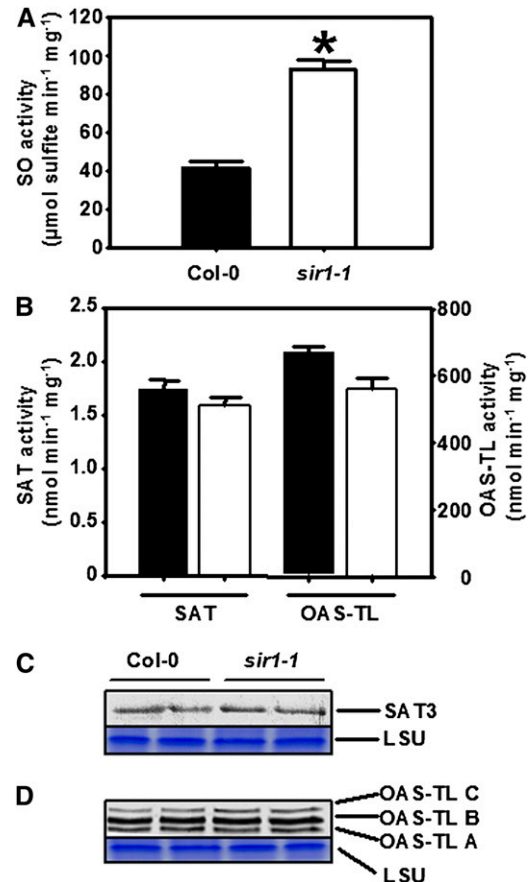 A
SO activity
(µmol sulfite min⁻¹ mg⁻¹)
120
100
80
60
40
20
0
*
Col-0
sir1-1
B
SAT activity
(nmol min⁻¹ mg⁻¹)
2.5
2.0
1.5
1.0
0.5
0
800
600
400
200
0
OAS-TL activity
(nmol min⁻¹ mg⁻¹)
SAT
OAS-TL
C
Col-0
sir1-1
SAT3
LSU
D
OAS-TL C
OAS-TL B
OAS-TL A
LSU